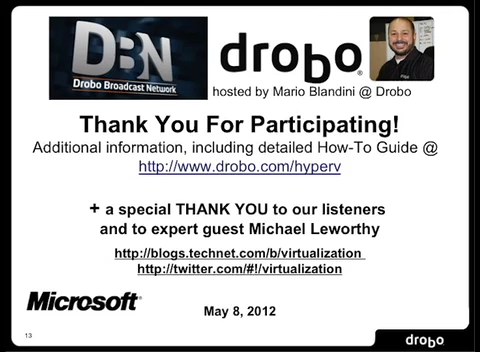 DBN
Drobo Broadcast Network
drobo®
hosted by Mario Blandini @ Drobo
Thank You For Participating!
Additional information, including detailed How-To Guide @
http://www.drobo.com/hyperv
+ a special THANK YOU to our listeners
and to expert guest Michael Leworthy
http://blogs.technet.com/b/virtualization
http://twitter.com/#!/virtualization
Microsoft®
May 8, 2012
13
drobo